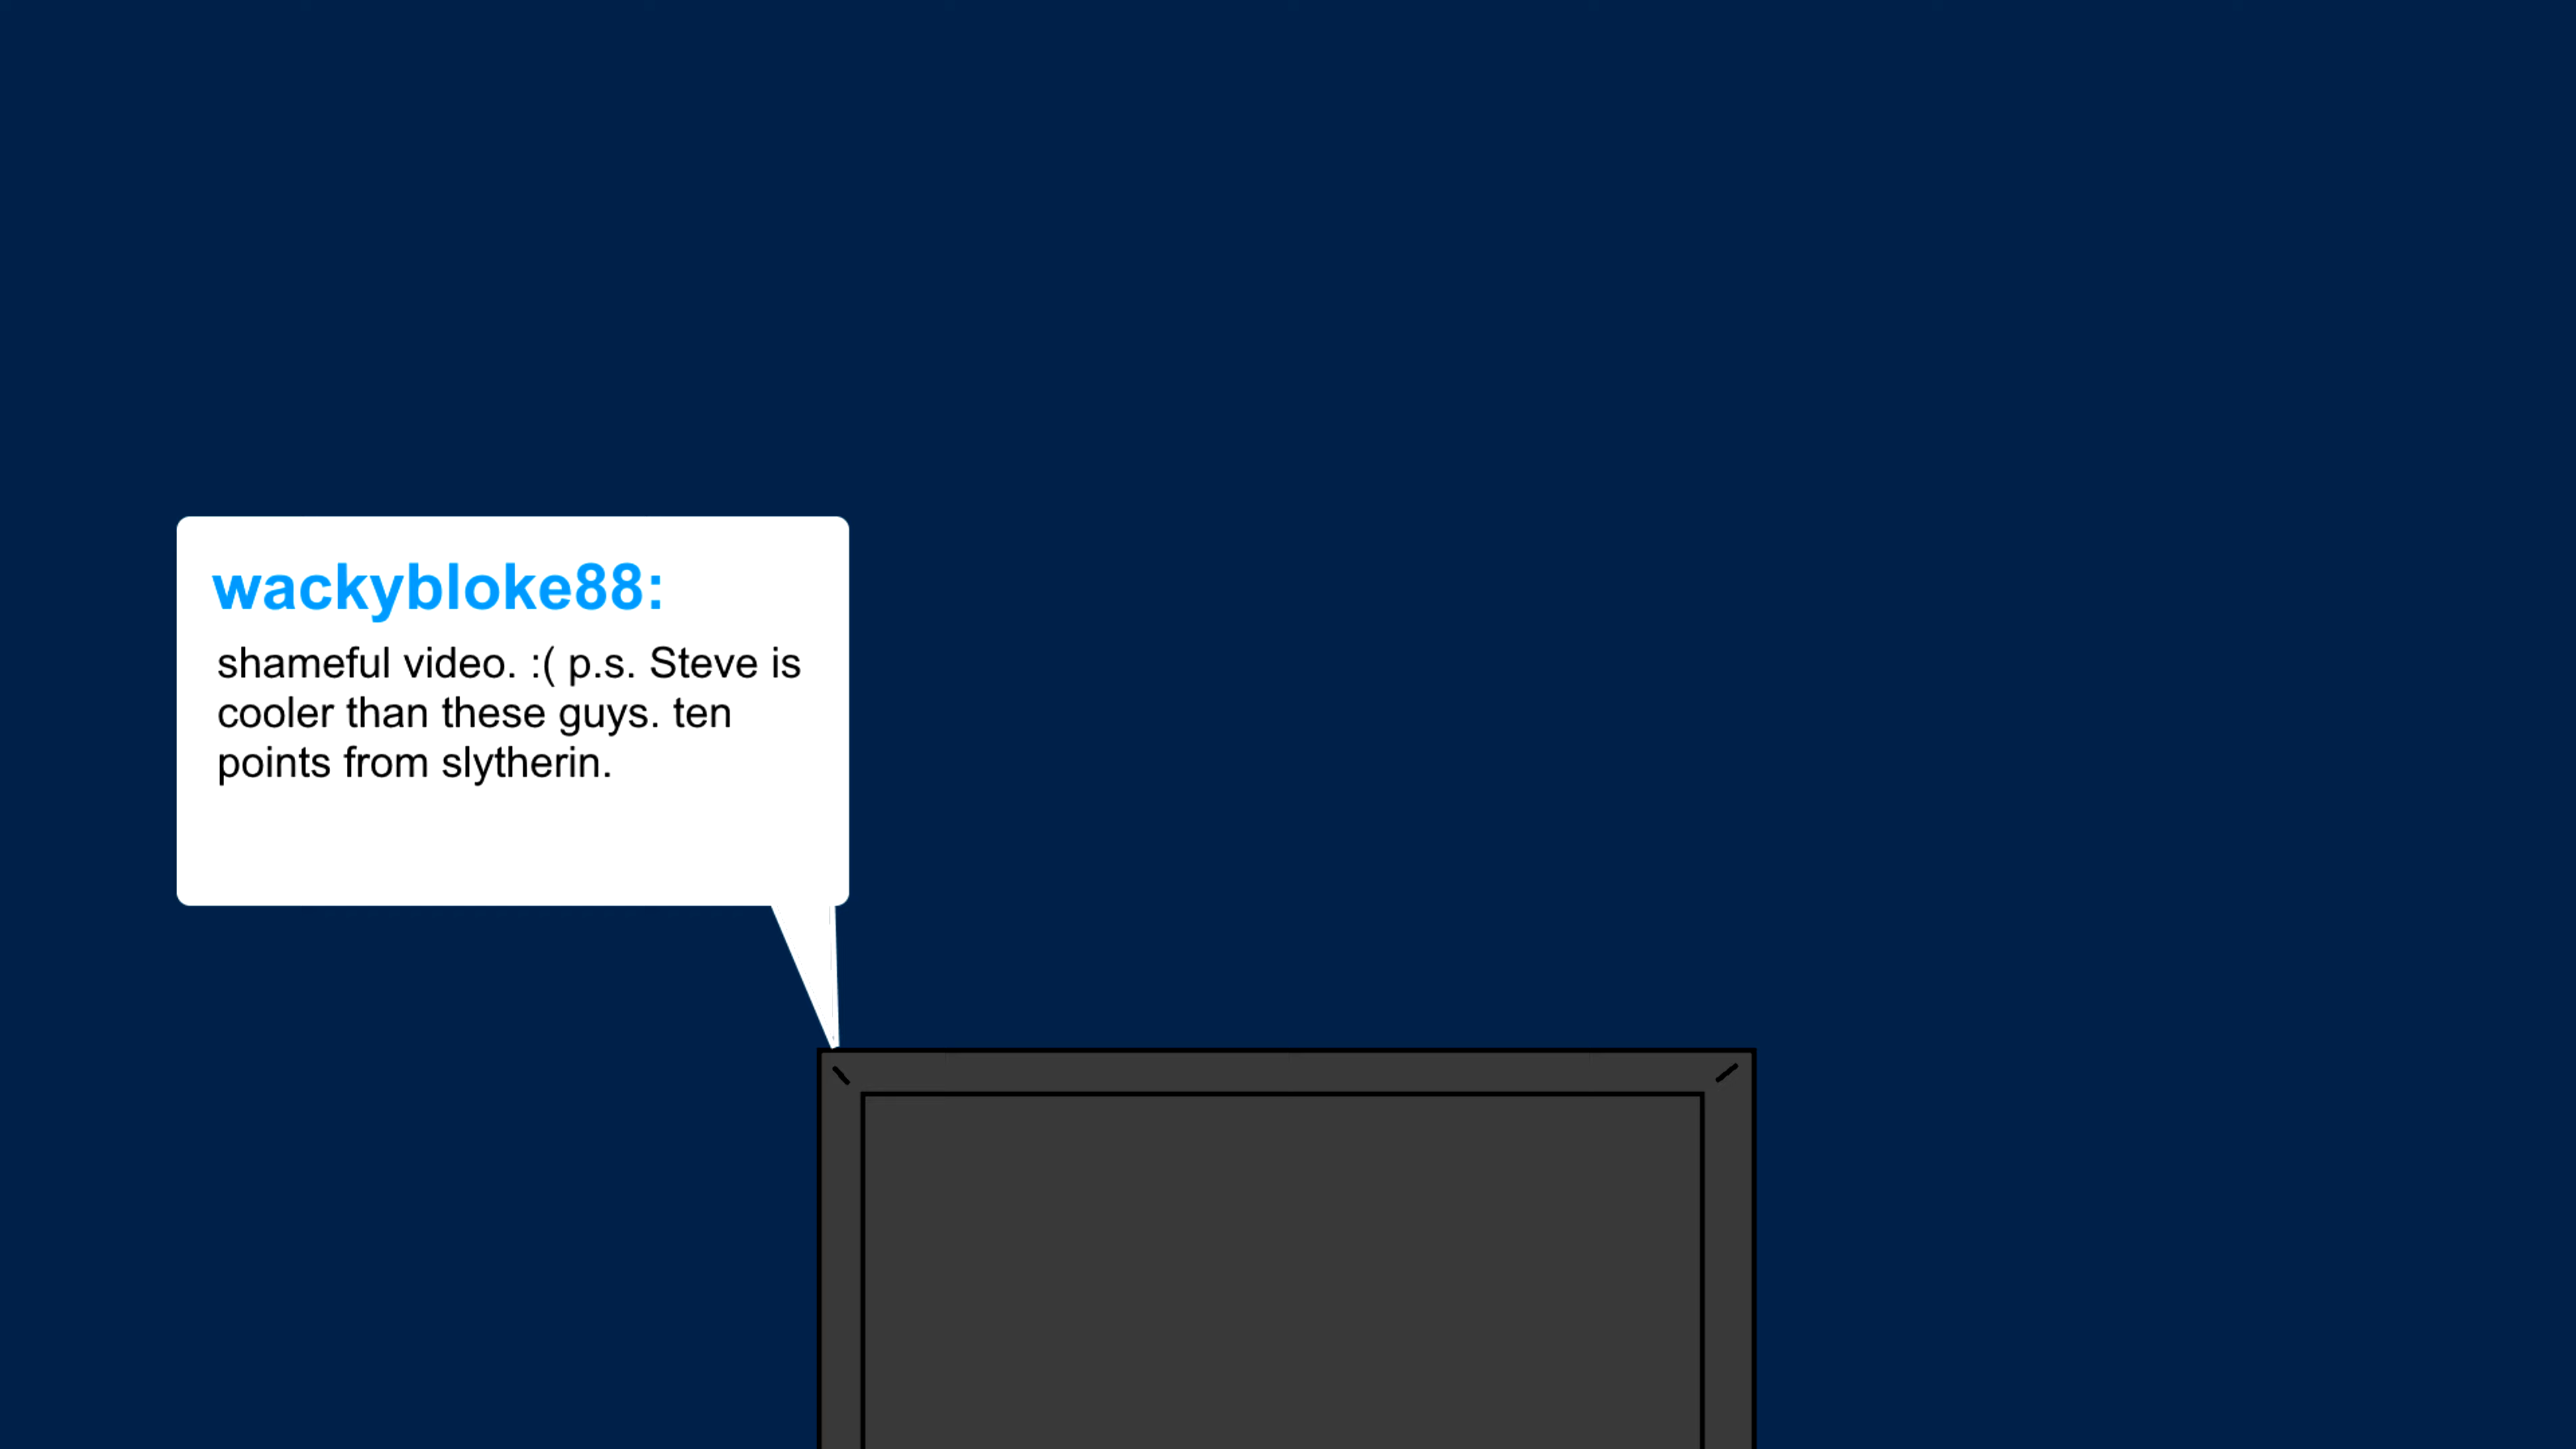 wackybloke88:
shameful video. :( p.s. Steve is
cooler than these guys. ten
points from slytherin.